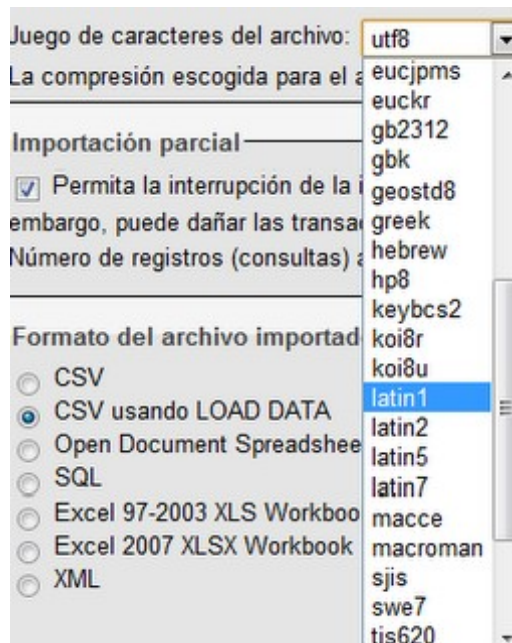 Juego de caracteres del archivo: utf8
La compresión escogida para el a
eucjpms
euckr
gb2312
gbk
geostd8
greek
hebrew
hp8
keybcs2
koi8r
koi8u
latin1
latin2
latin5
latin7
macce
macroman
sjis
swe7
tis620
Importación parcial
Permita la interrupción de la i
embargo, puede dañar las transa
Número de registros (consultas) a
Formato del archivo importad
CSV
CSV usando LOAD DATA
Open Document Spreadshee
SQL
Excel 97-2003 XLS Workboo
Excel 2007 XLSX Workbook
XML